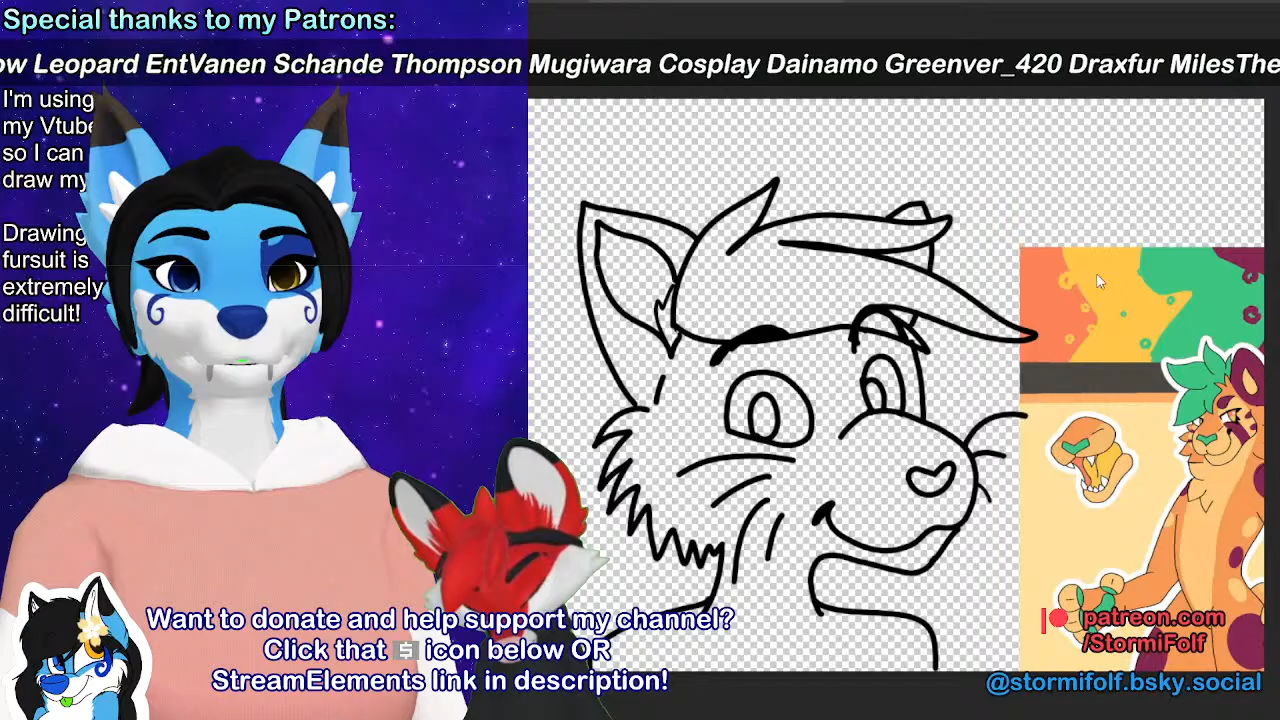 Special thanks to my Patrons:
ow Leopard EntVanen Schande Thompson Mugiwara Cosplay Dainamo Greenver_420 Draxfur MilesThe
I'm using
my Vtube
so I can
draw my
Drawing
fursuit is
extremely
difficult!
Want to donate and help support my channel?
Click that $ icon below OR
StreamElements link in description!
patreon.com
/StormiFolf
@stormifolf.bsky.social